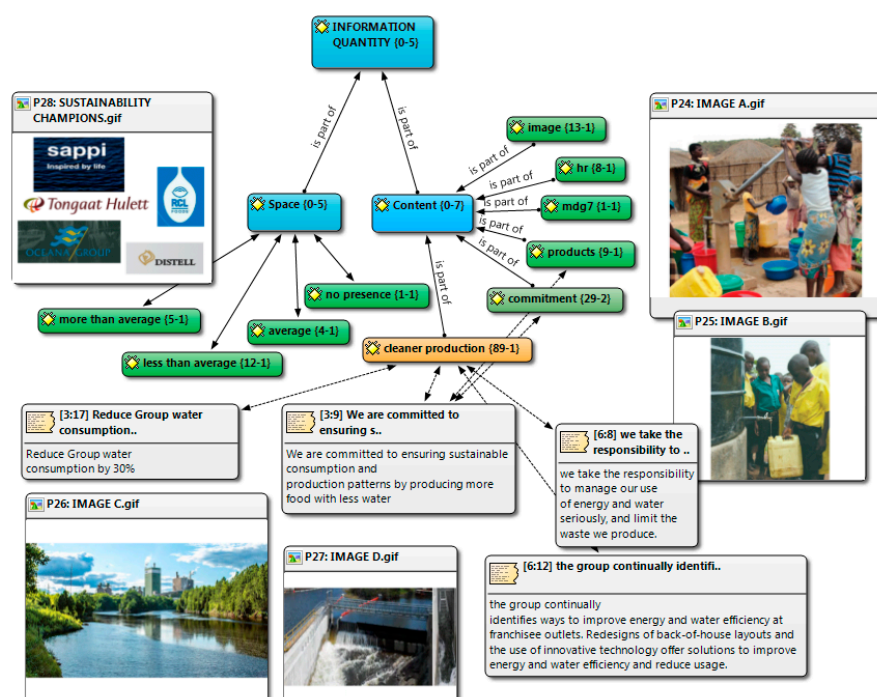 INFORMATION
QUANTITY {0-5}
P28: SUSTAINABILITY
CHAMPIONS.gif
sappi
Inspired by life
Tongaat Hulett
RCL
FOODS
OCEANA GROUP
DISTELL
is part of
is part of
image {13-1}
is part of
hr {8-1}
is part of
mdg7 {1-1}
is part of
products {9-1}
is part of
commitment {29-2}
is part of
Space {0-5}
Content {0-7}
no presence {1-1}
more than average {5-1}
average {4-1}
less than average {12-1}
cleaner production {89-1}
P24: IMAGE A.gif
P25: IMAGE B.gif
[3:17] Reduce Group water
consumption..
Reduce Group water
consumption by 30%
[3:9] We are committed to
ensuring s..
We are committed to ensuring sustainable
consumption and
production patterns by producing more
food with less water
[6:8] we take the
responsibility to ..
we take the responsibility
to manage our use
of energy and water
seriously, and limit the
waste we produce.
P26: IMAGE C.gif
P27: IMAGE D.gif
[6:12] the group continually identifi..
the group continually
identifies ways to improve energy and water efficiency at
franchisee outlets. Redesigns of back-of-house layouts and
the use of innovative technology offer solutions to improve
energy and water efficiency and reduce usage.